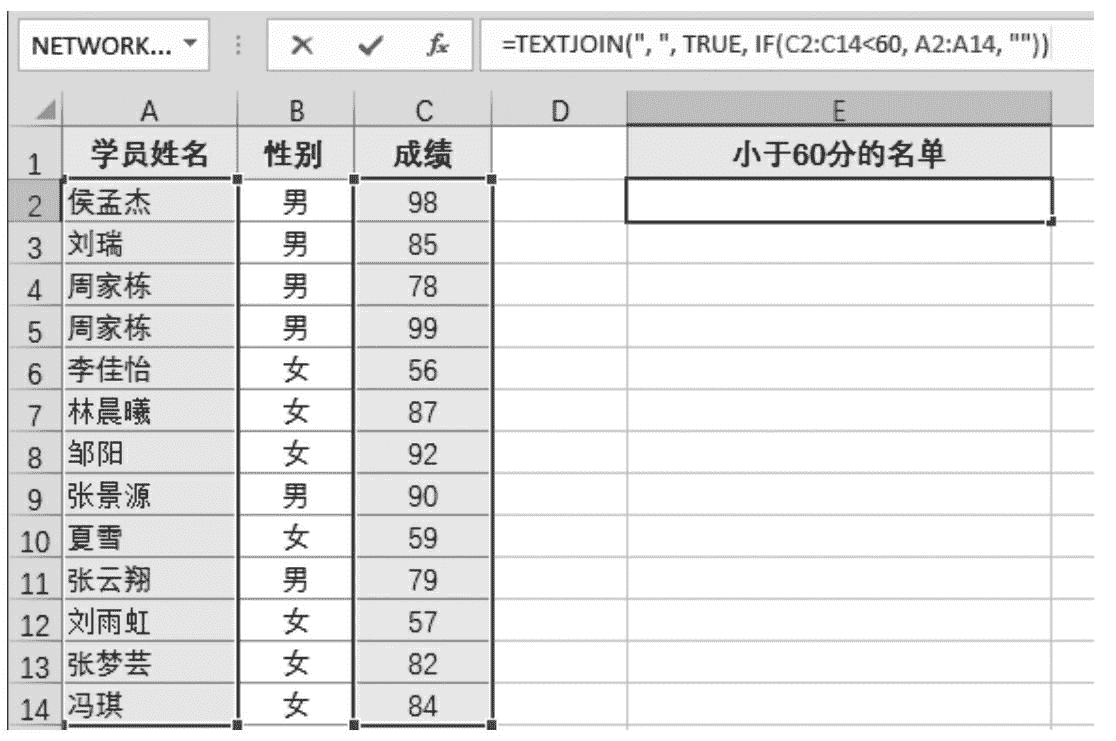 NETWORK... fx =TEXTJOIN(", ", TRUE, IF(C2:C14<60, A2:A14, ""))
A B C D E
1 学员姓名 性别 成绩 小于60分的名单
2 侯孟杰 男 98
3 刘瑞 男 85
4 周家栋 男 78
5 周家栋 男 99
6 李佳怡 女 56
7 林晨曦 女 87
8 邹阳 女 92
9 张景源 男 90
10 夏雪 女 59
11 张云翔 男 79
12 刘雨虹 女 57
13 张梦芸 女 82
14 冯琪 女 84